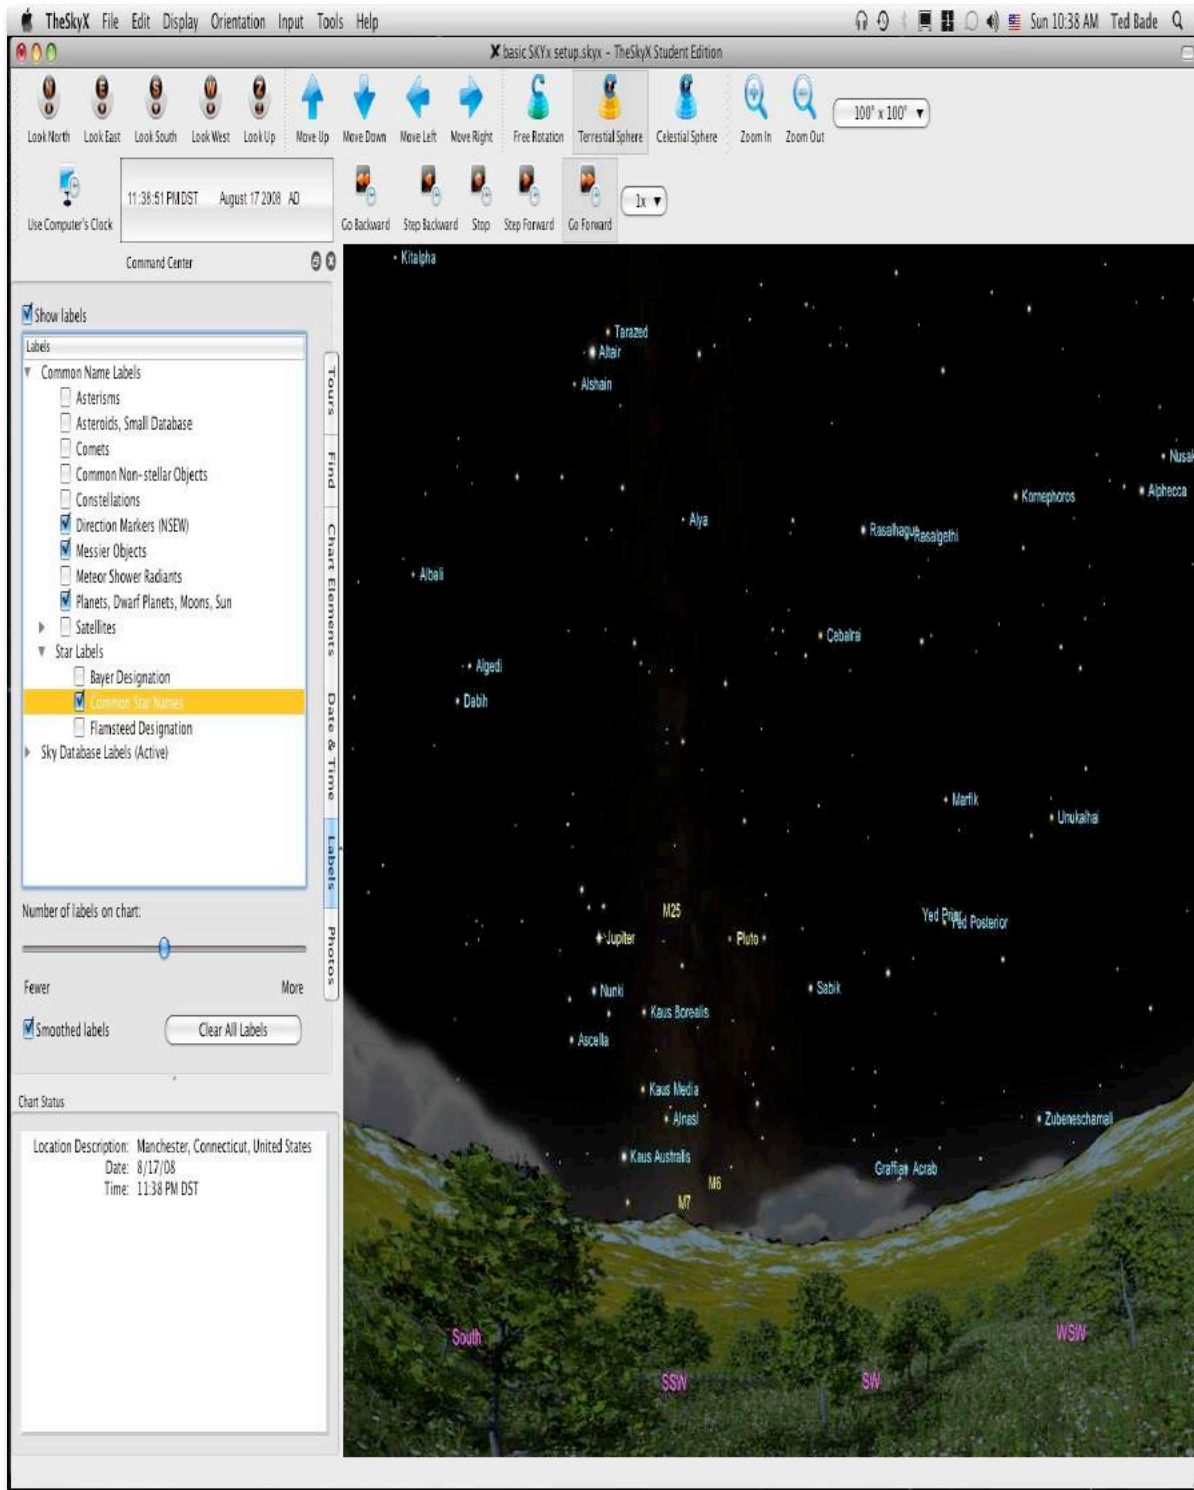 TheSkyX File Edit Display Orientation Input Tools Help Sun 10:38 AM Ted Bade
basic SKYx setup.skyx - TheSkyX Student Edition
N E S W Z
Look North Look East Look South Look West Look Up Move Up Move Down Move Left Move Right Free Rotation Terrestial Sphere Celestial Sphere Zoom In Zoom Out 100° x 100°
Use Computer's Clock 11:38:51 PM DST August 17 2008 AD Go Backward Step Backward Stop Step Forward Go Forward 1x
Command Center
Show labels
Labels
Common Name Labels
Asterisms
Asteroids, Small Database
Comets
Common Non-stellar Objects
Constellations
Direction Markers (NSEW)
Messier Objects
Meteor Shower Radiants
Planets, Dwarf Planets, Moons, Sun
Satellites
Star Labels
Bayer Designation
Common Star Names
Flamsteed Designation
Sky Database Labels (Active)
Number of labels on chart:
Fewer More
Smoothed labels Clear All Labels
Tours
Find
Chart Elements
Date & Time
Labels
Photos
Chart Status
Location Description: Manchester, Connecticut, United States
Date: 8/17/08
Time: 11:38 PM DST
Kitalpha
Tarazed
Altair
Alshain
Nusak
Alphecca
Kornephoros
Alya
Rasalhague Rasalgethi
Albali
Cebalrai
Algedi
Dabih
Marfik
Unukalhai
M25
Yed Prior Yed Posterior
Jupiter Pluto
Nunki Sabik
Kaus Borealis
Ascella
Kaus Media
Alnasl Zubeneschamali
Kaus Australis Graffias Acrab
M6
M7
South WSW
SSW SW